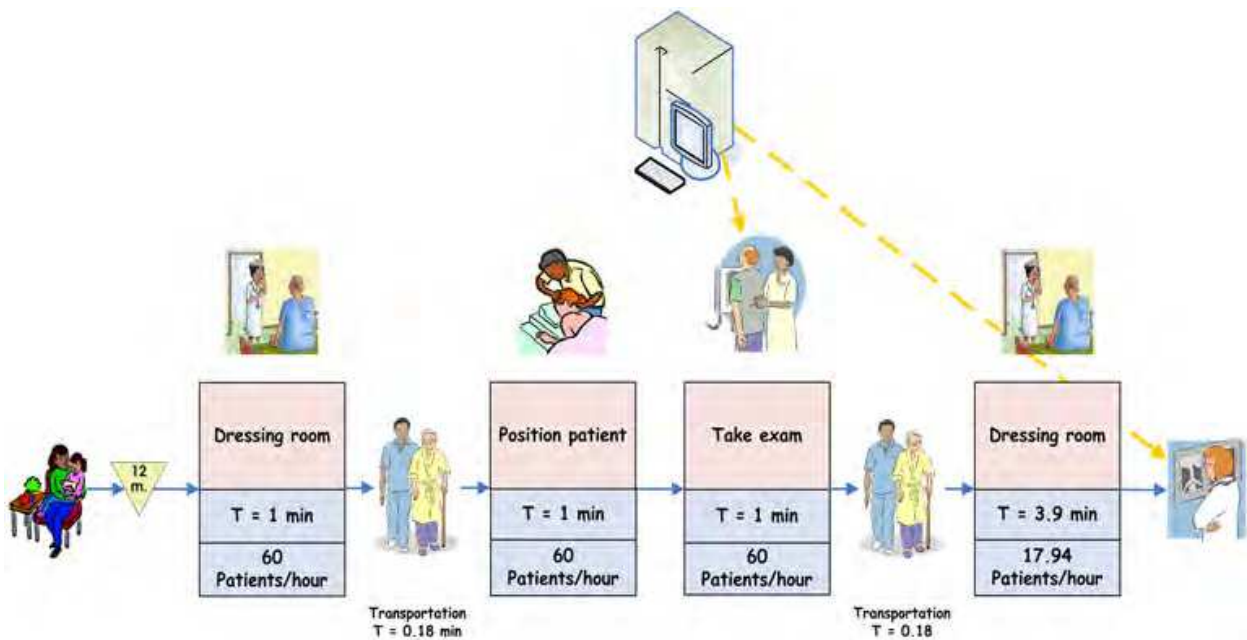 12
m.
Dressing room
T = 1 min
60
Patients/hour
Transportation
T = 0.18 min
Position patient
T = 1 min
60
Patients/hour
Take exam
T = 1 min
60
Patients/hour
Transportation
T = 0.18
Dressing room
T = 3.9 min
17.94
Patients/hour